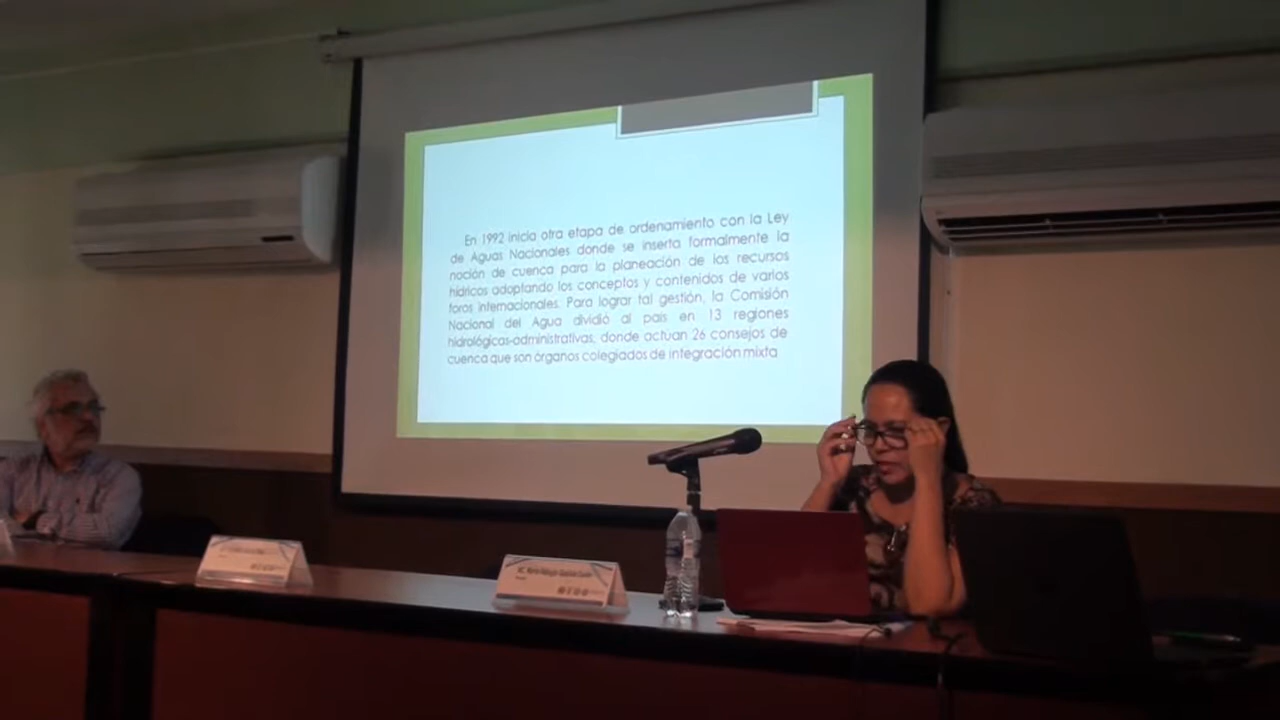 En 1992 inicia otra etapa de ordenamiento con la Ley
de Aguas Nacionales donde se inserta formalmente la
noción de cuenca para la planeación de los recursos
hídricos adoptando los conceptos y contenidos de varios
foros internacionales. Para lograr tal gestión, la Comisión
Nacional del Agua dividió al país en 13 regiones
hidrológicas-administrativas, donde actuan 26 consejos de
cuenca que son órganos colegiados de integración mixta